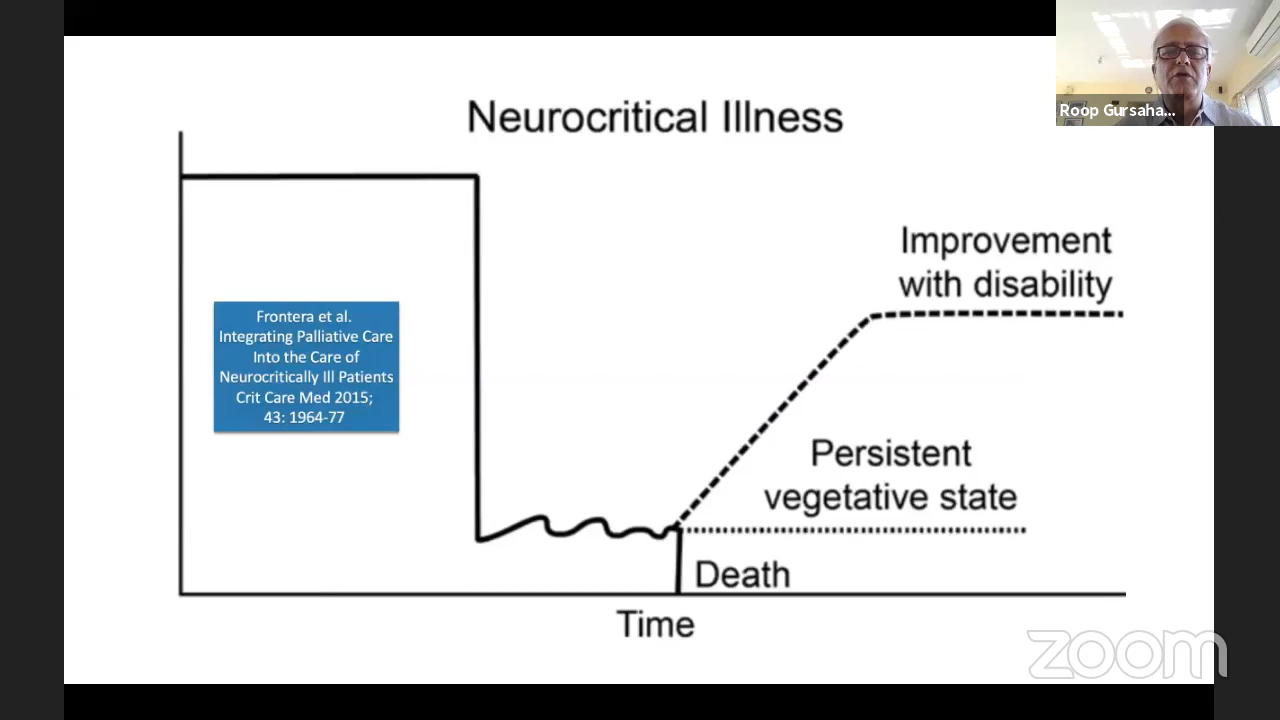 Neurocritical Illness
Roop Gursaha...
Improvement
with disability
Frontera et al.
Integrating Palliative Care
Into the Care of
Neurocritically Ill Patients
Crit Care Med 2015;
43: 1964-77
Persistent
vegetative state
Death
Time
zoom